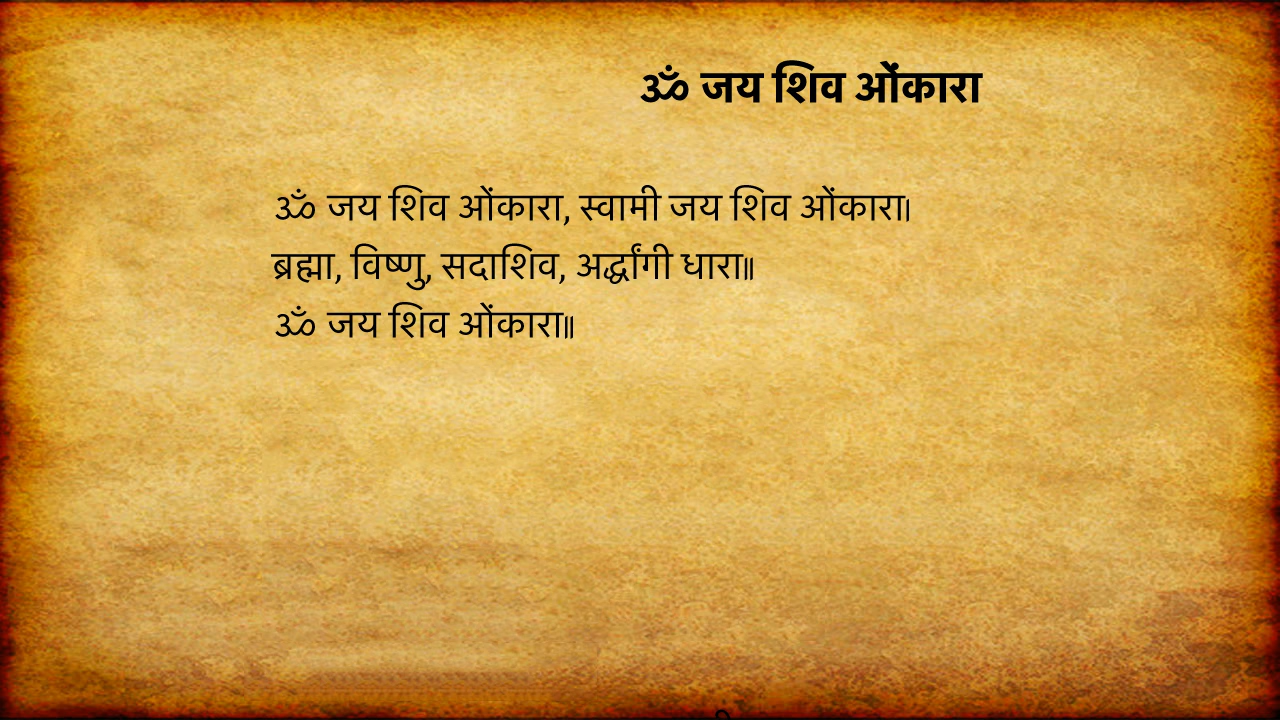 ॐ जय शिव ओंकारा
ॐ जय शिव ओंकारा, स्वामी जय शिव ओंकारा।
ब्रह्मा, विष्णु, सदाशिव, अर्द्धांगी धारा॥
ॐ जय शिव ओंकारा॥